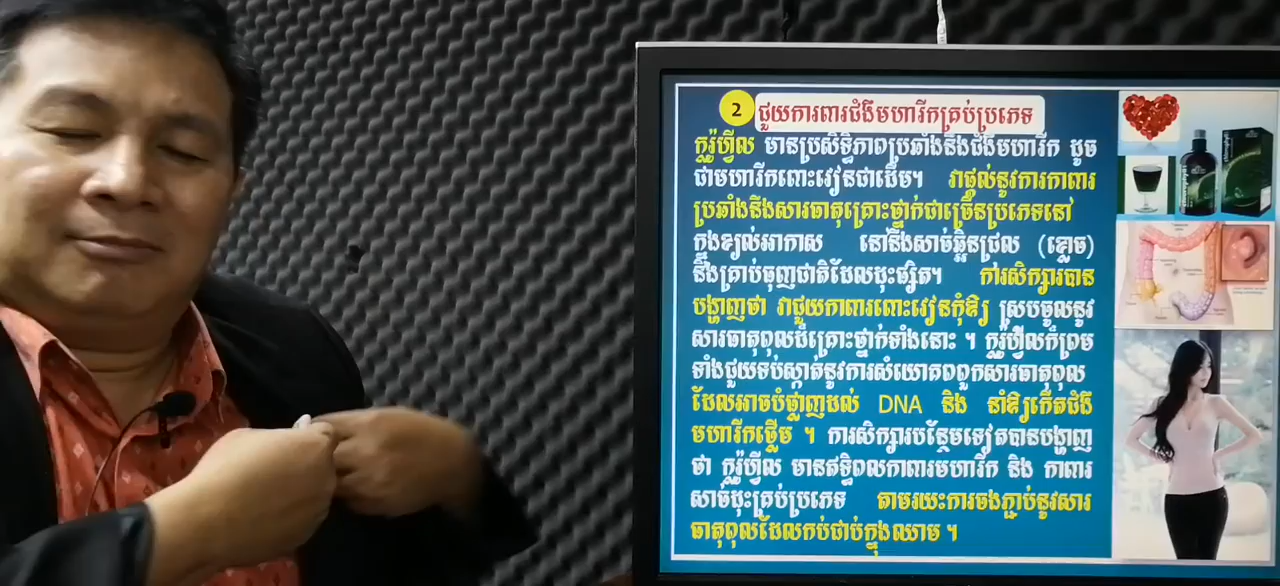 2
ជួយការពារជំងឺមហារីកគ្រប់ប្រភេទ
ក្លរ៉ូហ្វីល មានប្រសិទ្ធិភាពប្រឆាំងនឹងជំងឺមហារីក ដូច
ជាមហារីកពោះវៀនជាដើម។ វាផ្តល់នូវការកាពារ
ប្រឆាំងនឹងសារធាតុគ្រោះថ្នាក់ជាច្រើនប្រភេទនៅ
ក្នុងខ្យល់អាកាស នៅនឹងសាច់ឆ្អិនជ្រុល (ខ្លោច)
និងគ្រាប់ធុញជាតិដែលដុះផ្សិត។ ការសិក្សារបាន
បង្ហាញថា វាជួយកាពារពោះវៀនកុំឱ្យ ស្រូបចូលនូវ
សារធាតុពុលដ៏គ្រោះថ្នាក់ទាំងនោះ ។ ក្លរ៉ូហ្វីលក៏ព្រម
ទាំងជួយទប់ស្កាត់នូវការសំយោគពពួកសារធាតុពុល
ដែលអាចបំផ្លាញដល់ DNA និង នាំឱ្យកើតជំងឺ
មហារីកថ្លើម ។ ការសិក្សារបន្ថែមទៀតបានបង្ហាញ
ថា ក្លរ៉ូហ្វីល មានឥទ្ធិពលកាពារមហារីក និង កាពារ
សាច់ដុះគ្រប់ប្រភេទ តាមរយះការចងភ្ជាប់នូវសារ
ធាតុពុលដែលកប់ជាប់ក្នុងឈាម ។